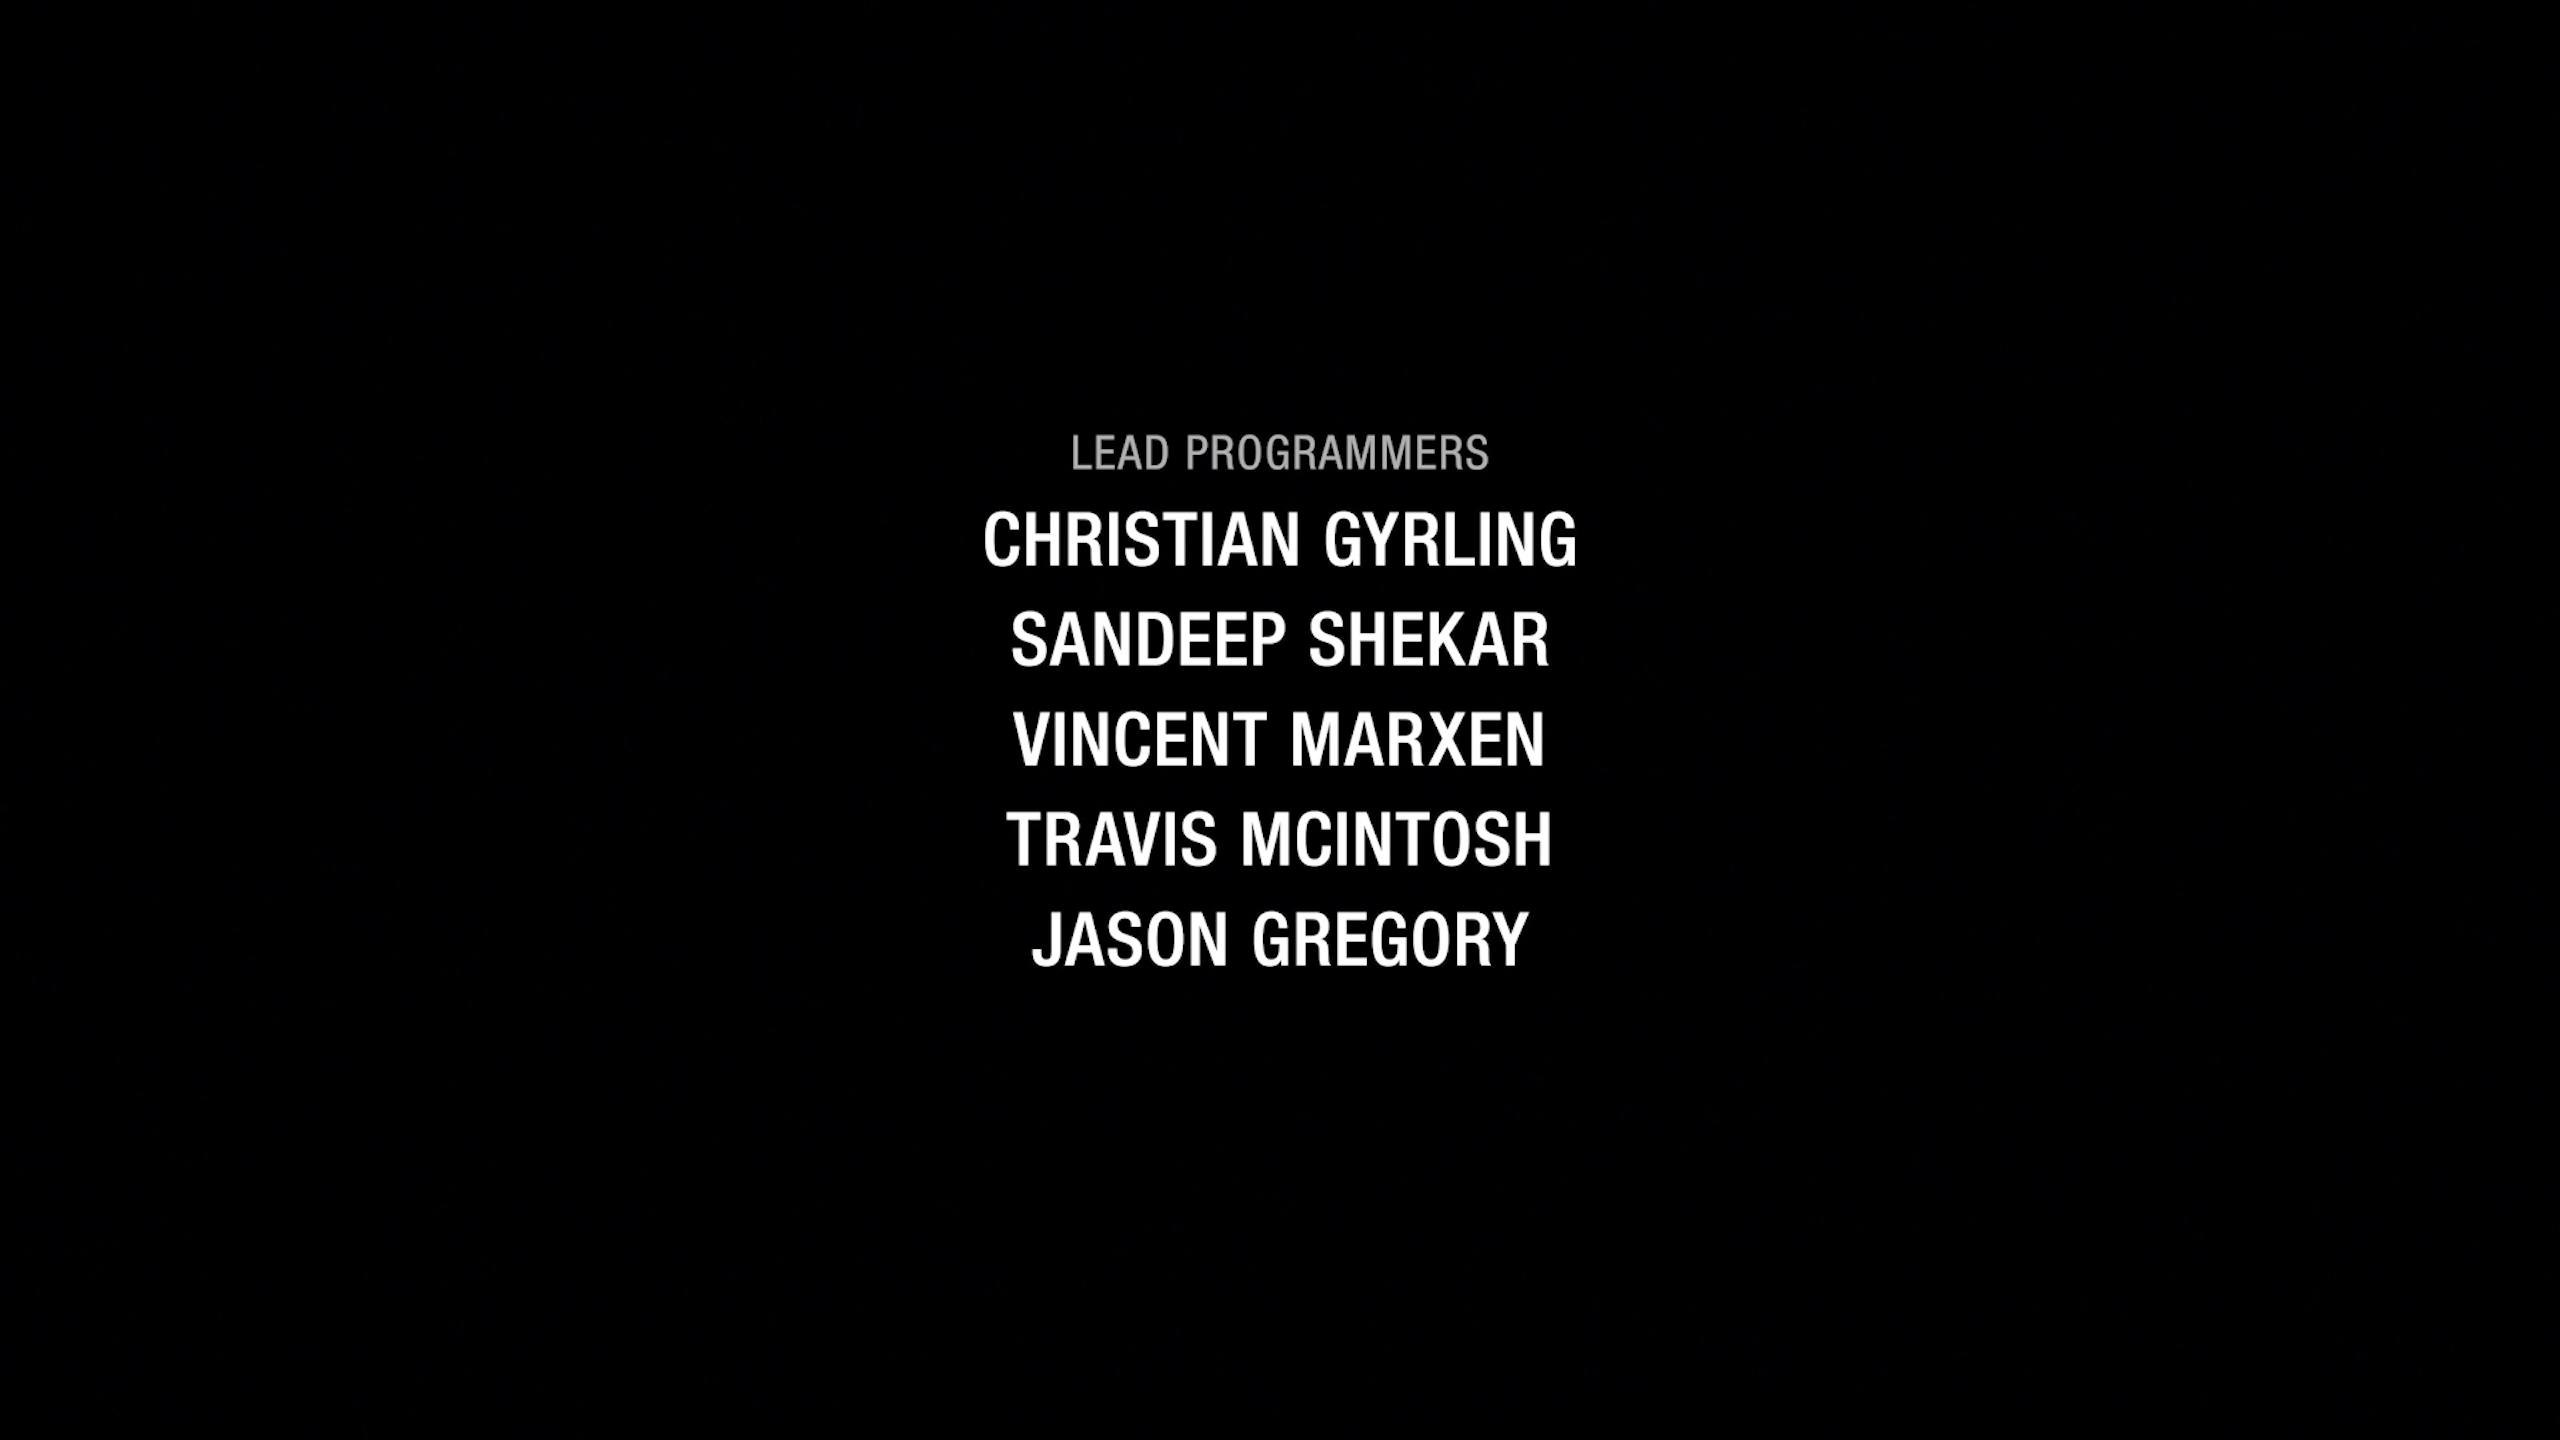 LEAD PROGRAMMERS
CHRISTIAN GYRLING
SANDEEP SHEKAR
VINCENT MARXEN
TRAVIS MCINTOSH
JASON GREGORY